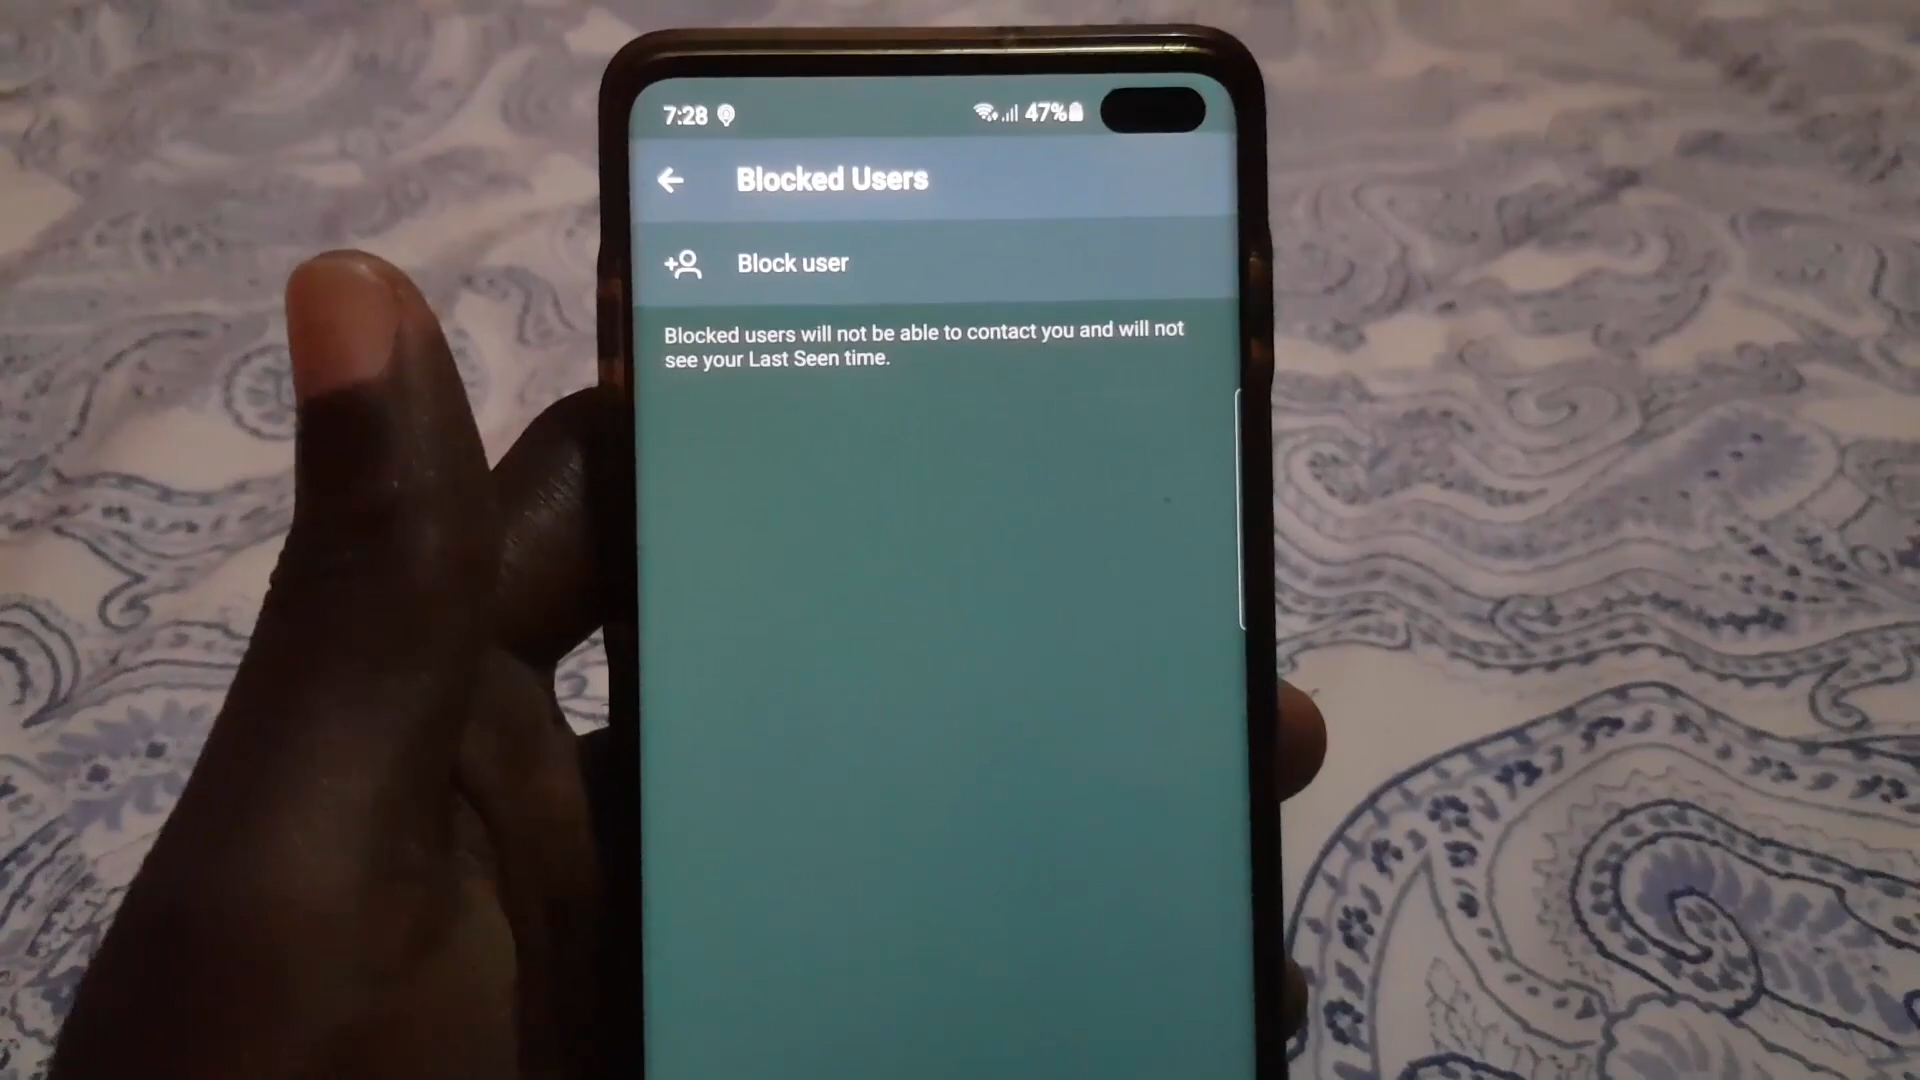 7:28 47%
Blocked Users
Block user
Blocked users will not be able to contact you and will not
see your Last Seen time.